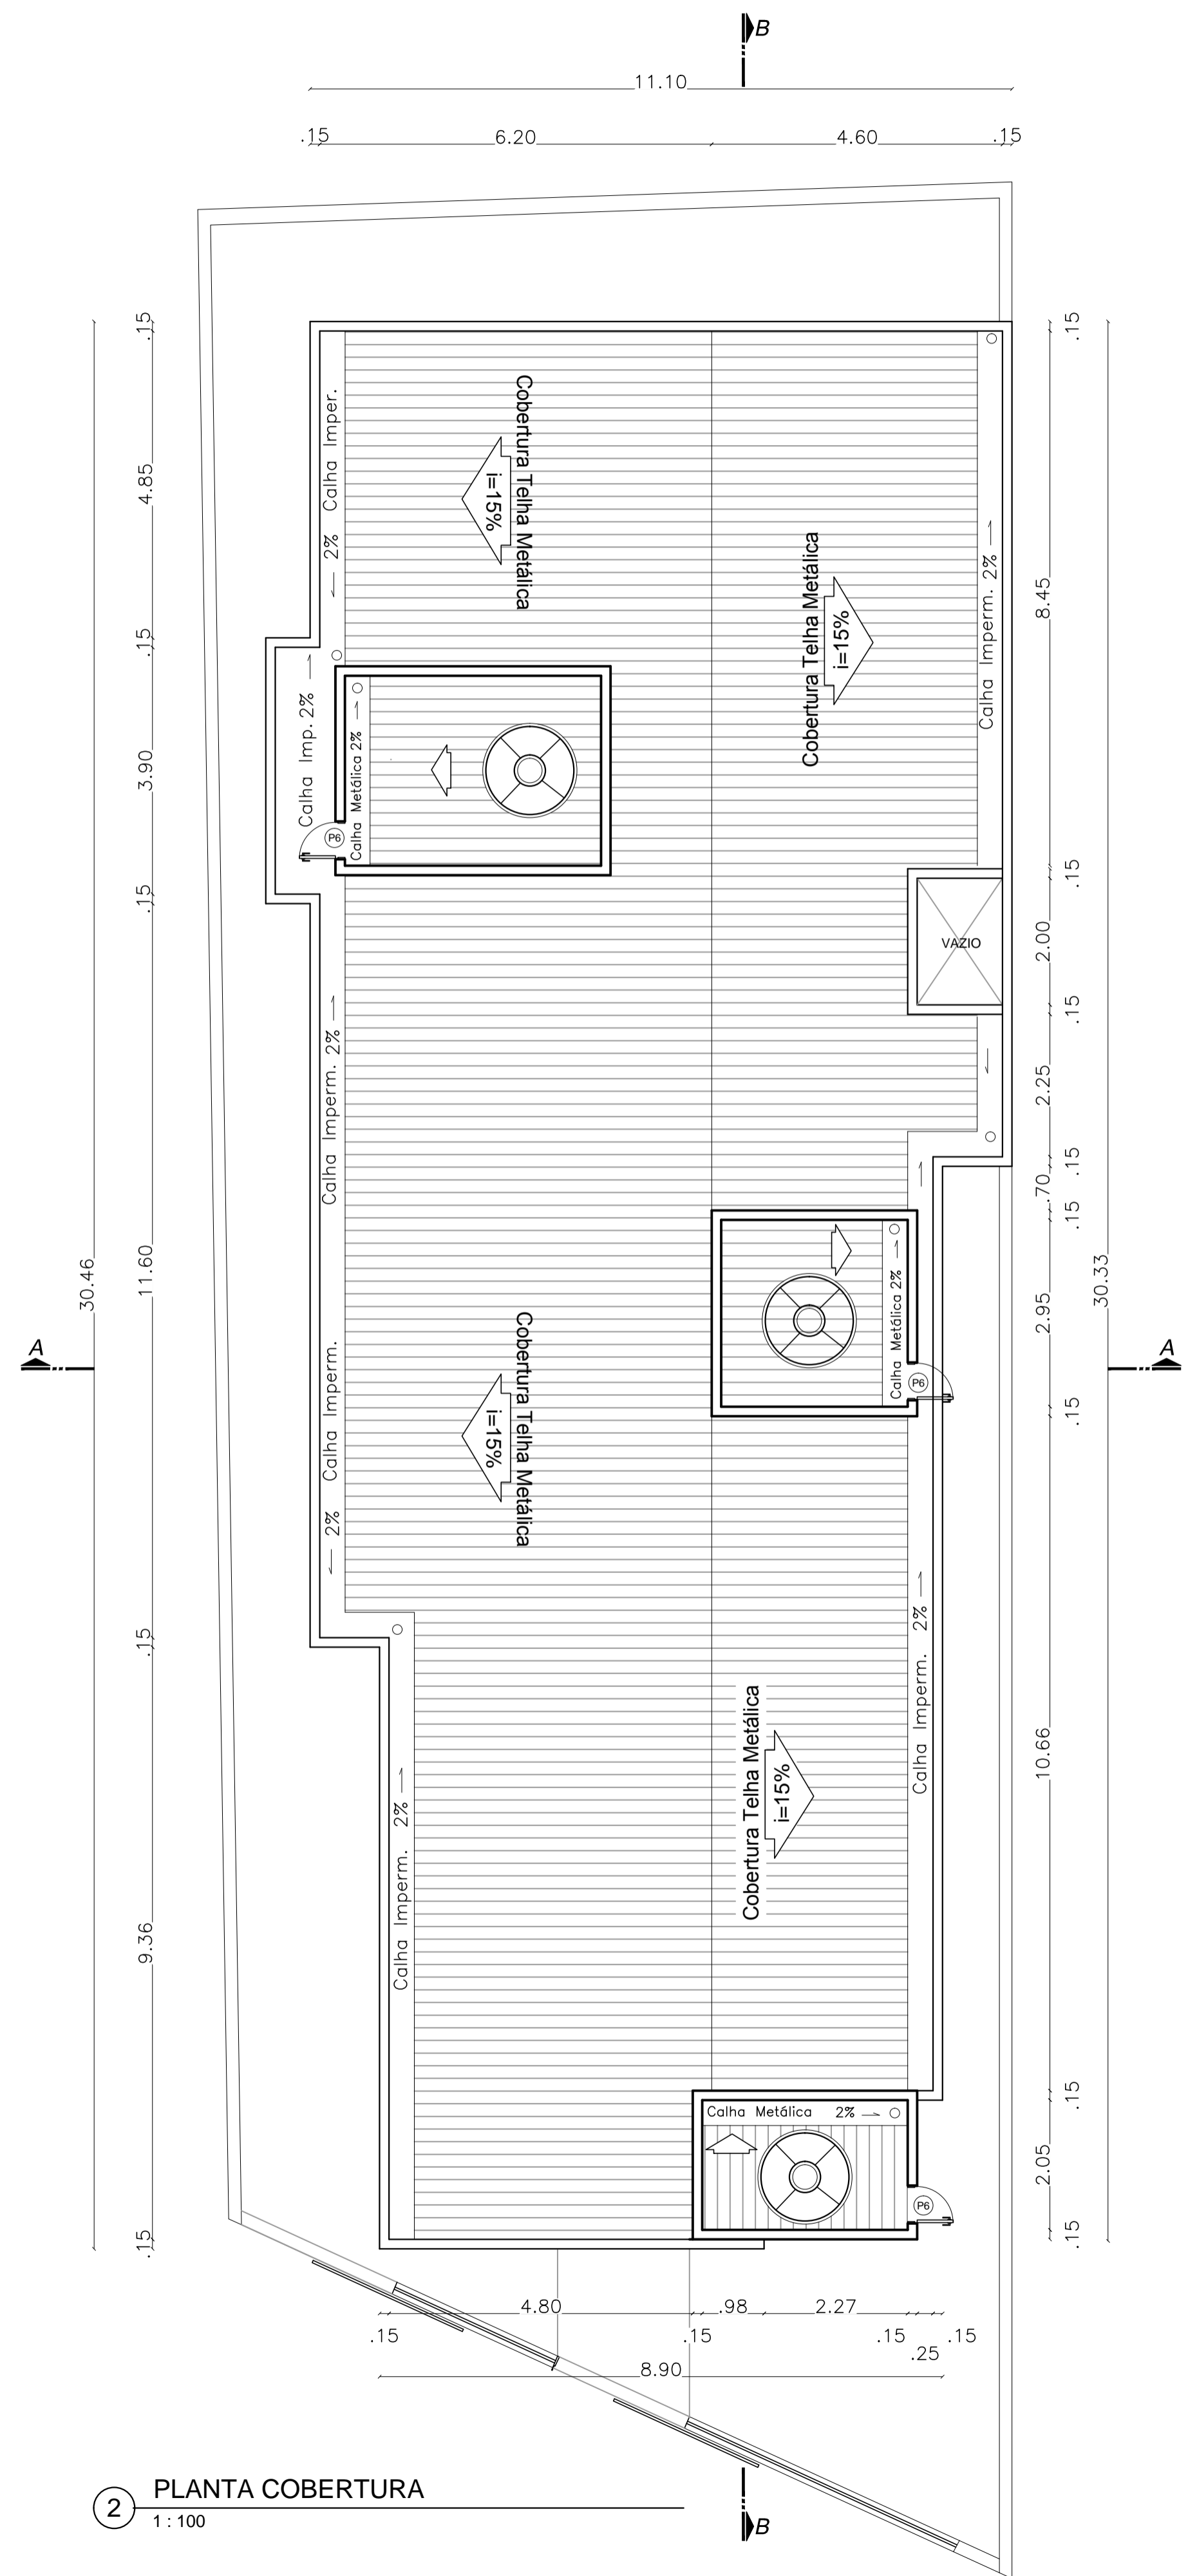 B
11.10
.15
6.20
4.60
.15
.15
4.85
.15
3.90
.15
11.60
30.46
.15
9.36
.15
.15
8.45
.15
2.00
.15
2.25
.15
.70
.15
2.95
.15
30.33
10.66
.15
2.05
.15
Calha Imper.
2%
Cobertura Telha Metálica
i=15%
Cobertura Telha Metálica
i=15%
Calha Imperm. 2%
Calha Imp. 2%
Calha Metálica 2%
P6
VAZIO
Calha Imperm. 2%
A
A
Calha Metálica 2%
P6
Calha Imperm.
2%
Cobertura Telha Metálica
i=15%
Calha Imperm. 2%
Cobertura Telha Metálica
i=15%
Calha Imperm. 2%
Calha Metálica 2%
P6
4.80
.98
2.27
.15
.15
.15
.25
.15
8.90
2
PLANTA COBERTURA
1 : 100
B